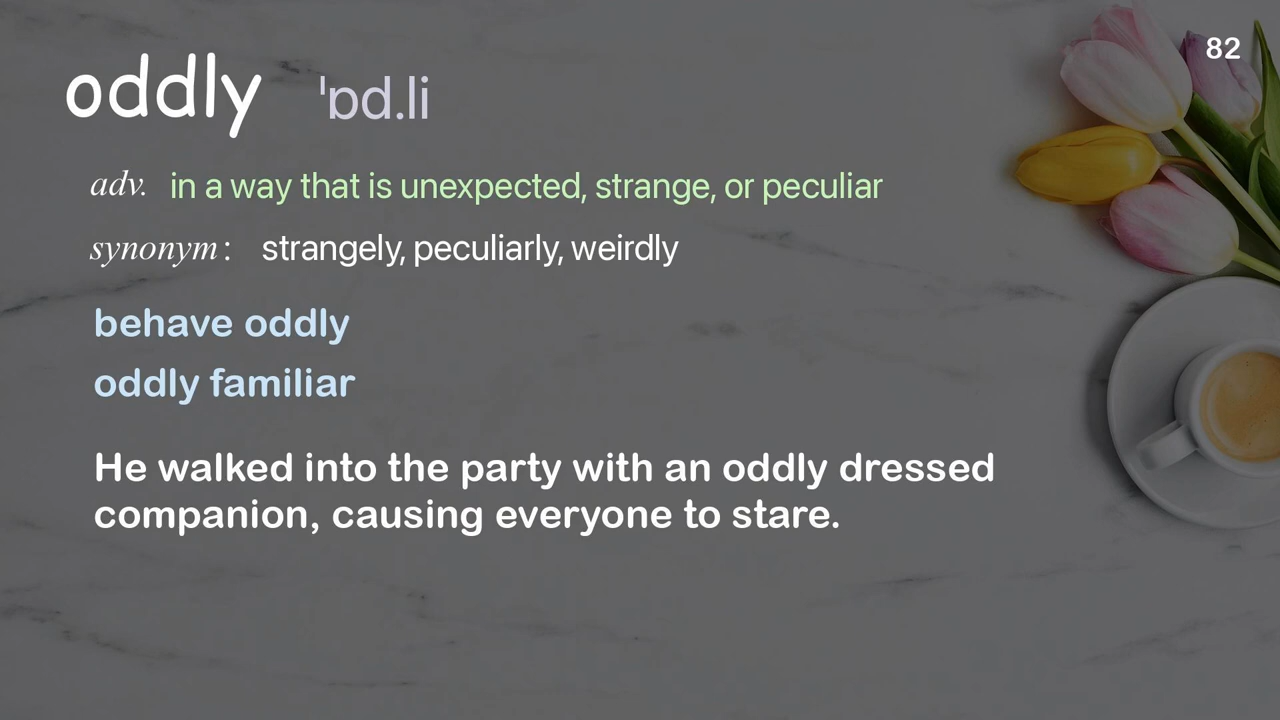 82
oddly ˈɒd.li
adv. in a way that is unexpected, strange, or peculiar
synonym: strangely, peculiarly, weirdly
behave oddly
oddly familiar
He walked into the party with an oddly dressed
companion, causing everyone to stare.